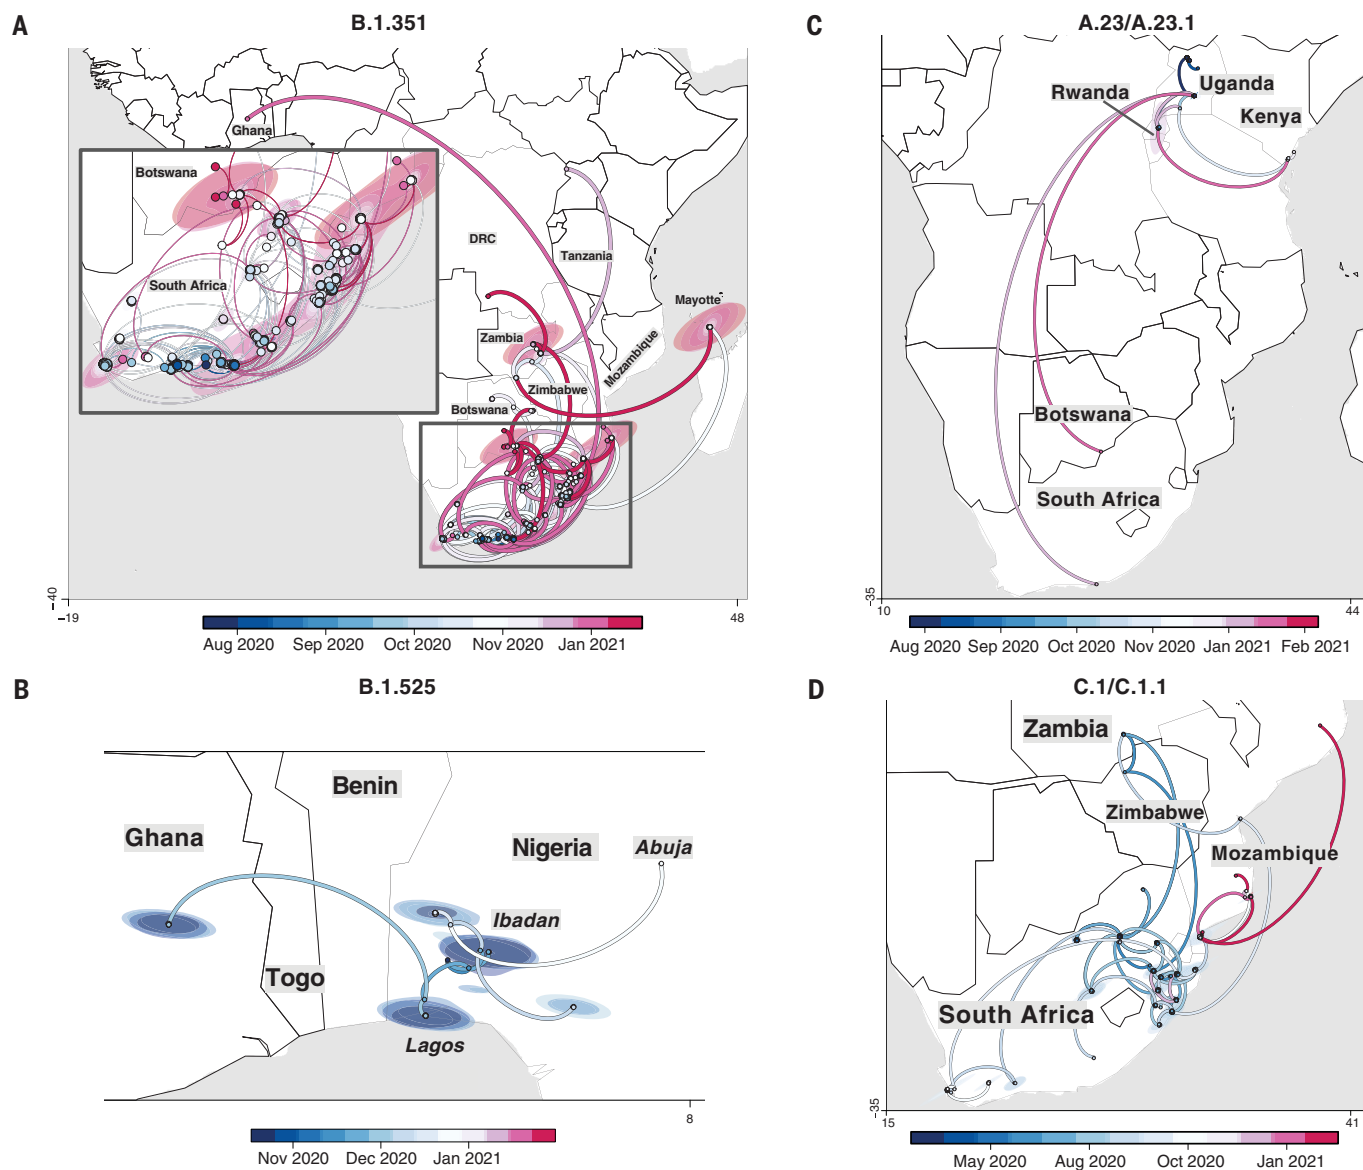 A
B.1.351
Ghana
Botswana
South Africa
DRC
Tanzania
Mayotte
Zambia
Mozambique
Zimbabwe
Botswana
-40
-19
48
Aug 2020
Sep 2020
Oct 2020
Nov 2020
Jan 2021
C
A.23/A.23.1
Uganda
Rwanda
Kenya
Botswana
South Africa
-35
10
44
Aug 2020
Sep 2020
Oct 2020
Nov 2020
Jan 2021
Feb 2021
B
B.1.525
Benin
Ghana
Nigeria
Abuja
Ibadan
Togo
Lagos
8
Nov 2020
Dec 2020
Jan 2021
D
C.1/C.1.1
Zambia
Zimbabwe
Mozambique
South Africa
-35
15
41
May 2020
Aug 2020
Oct 2020
Jan 2021